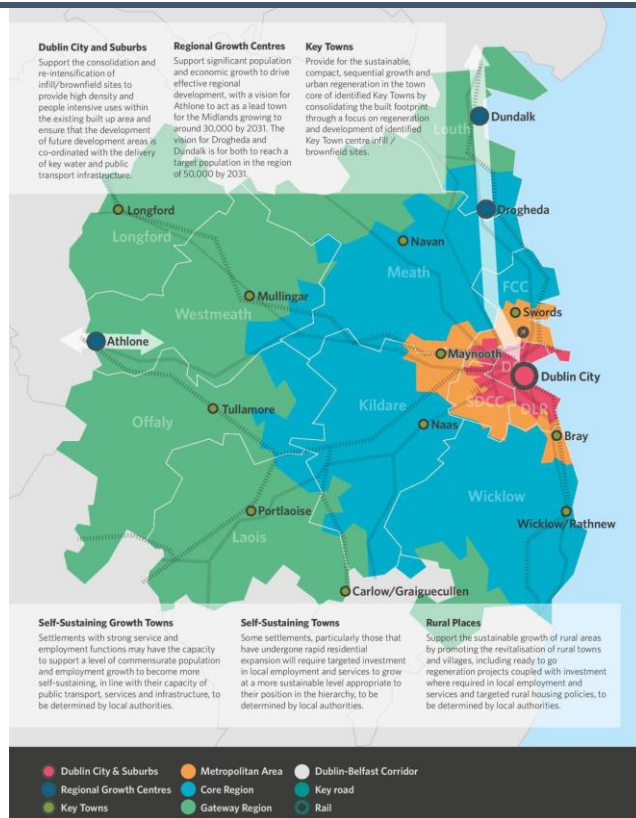 Dublin City and Suburbs
Support the consolidation and
re-intensification of
infill/brownfield sites to
provide high density and
people intensive uses within
the existing built up area and
ensure that the development
of future development areas is
co-ordinated with the delivery
of key water and public
transport infrastructure.
Regional Growth Centres
Support significant population
and economic growth to drive
effective regional
development, with a vision for
Athlone to act as a lead town
for the Midlands growing to
around 30,000 by 2031. The
vision for Drogheda and
Dundalk is for both to reach a
target population in the region
of 50,000 by 2031.
Key Towns
Provide for the sustainable,
compact, sequential growth and
urban regeneration in the town
core of identified Key Towns by
consolidating the built footprint
through a focus on regeneration
and development of identified
Key Town centre infill /
brownfield sites.
Dundalk
Louth
Longford
Drogheda
Longford
Navan
Meath
FCC
Mullingar
Swords
Westmeath
Athlone
Maynooth
Dublin City
Kildare
SDCC
DLR
Offaly
Tullamore
Naas
Bray
Wicklow
Portlaoise
Wicklow/Rathnew
Laois
Carlow/Graiguecullen
Self-Sustaining Growth Towns
Settlements with strong service and
employment functions may have the capacity
to support a level of commensurate population
and employment growth to become more
self-sustaining, in line with their capacity of
public transport, services and infrastructure, to
be determined by local authorities.
Self-Sustaining Towns
Some settlements, particularly those that
have undergone rapid residential
expansion will require targeted investment
in local employment and services to grow
at a more sustainable level appropriate to
their position in the hierarchy, to be
determined by local authorities.
Rural Places
Support the sustainable growth of rural areas
by promoting the revitalisation of rural towns
and villages, including ready to go
regeneration projects coupled with investment
where required in local employment and
services and targeted rural housing policies, to
be determined by local authorities.
Dublin City & Suburbs
Metropolitan Area
Dublin-Belfast Corridor
Regional Growth Centres
Core Region
Key road
Key Towns
Gateway Region
Rail